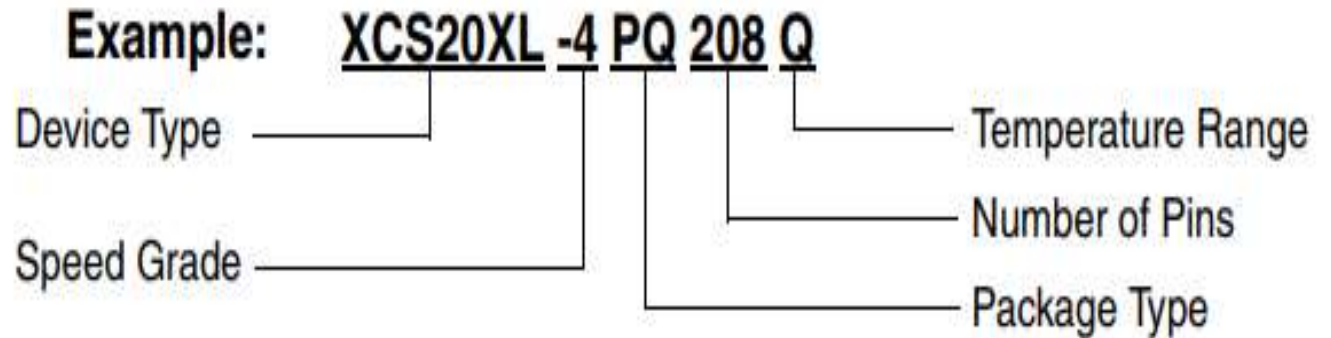 Example: XCS20XL -4 PQ 208 Q
Device Type
Temperature Range
Number of Pins
Speed Grade
Package Type